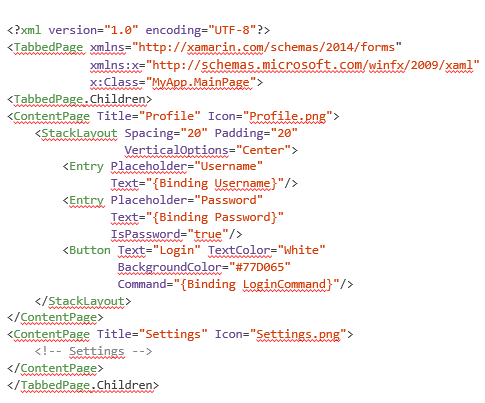 <?xml version="1.0" encoding="UTF-8"?>
<TabbedPage xmlns="http://xamarin.com/schemas/2014/forms"
xmlns:x="http://schemas.microsoft.com/winfx/2009/xaml"
x:Class="MyApp.MainPage">
<TabbedPage.Children>
<ContentPage Title="Profile" Icon="Profile.png">
<StackLayout Spacing="20" Padding="20"
VerticalOptions="Center">
<Entry Placeholder="Username"
Text="{Binding Username}"/>
<Entry Placeholder="Password"
Text="{Binding Password}"
IsPassword="true"/>
<Button Text="Login" TextColor="White"
BackgroundColor="#77D065"
Command="{Binding LoginCommand}"/>
</StackLayout>
</ContentPage>
<ContentPage Title="Settings" Icon="Settings.png">
<!-- Settings -->
</ContentPage>
</TabbedPage.Children>